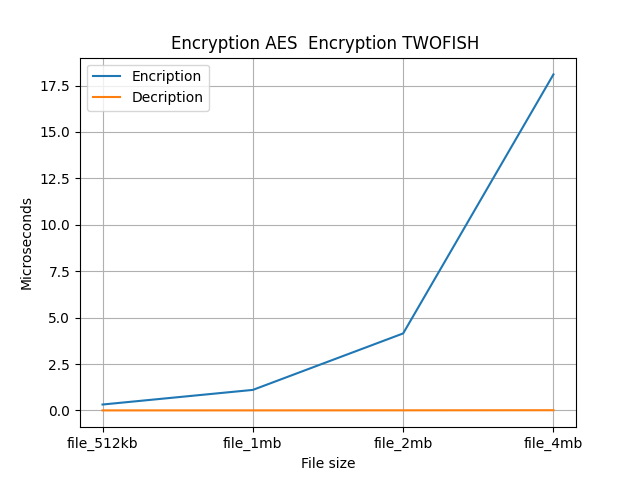 Encryption AES  Encryption TWOFISH
Encription
Decription
17.5
15.0
12.5
10.0
7.5
5.0
2.5
0.0
Microseconds
file_512kb file_1mb file_2mb file_4mb
File size